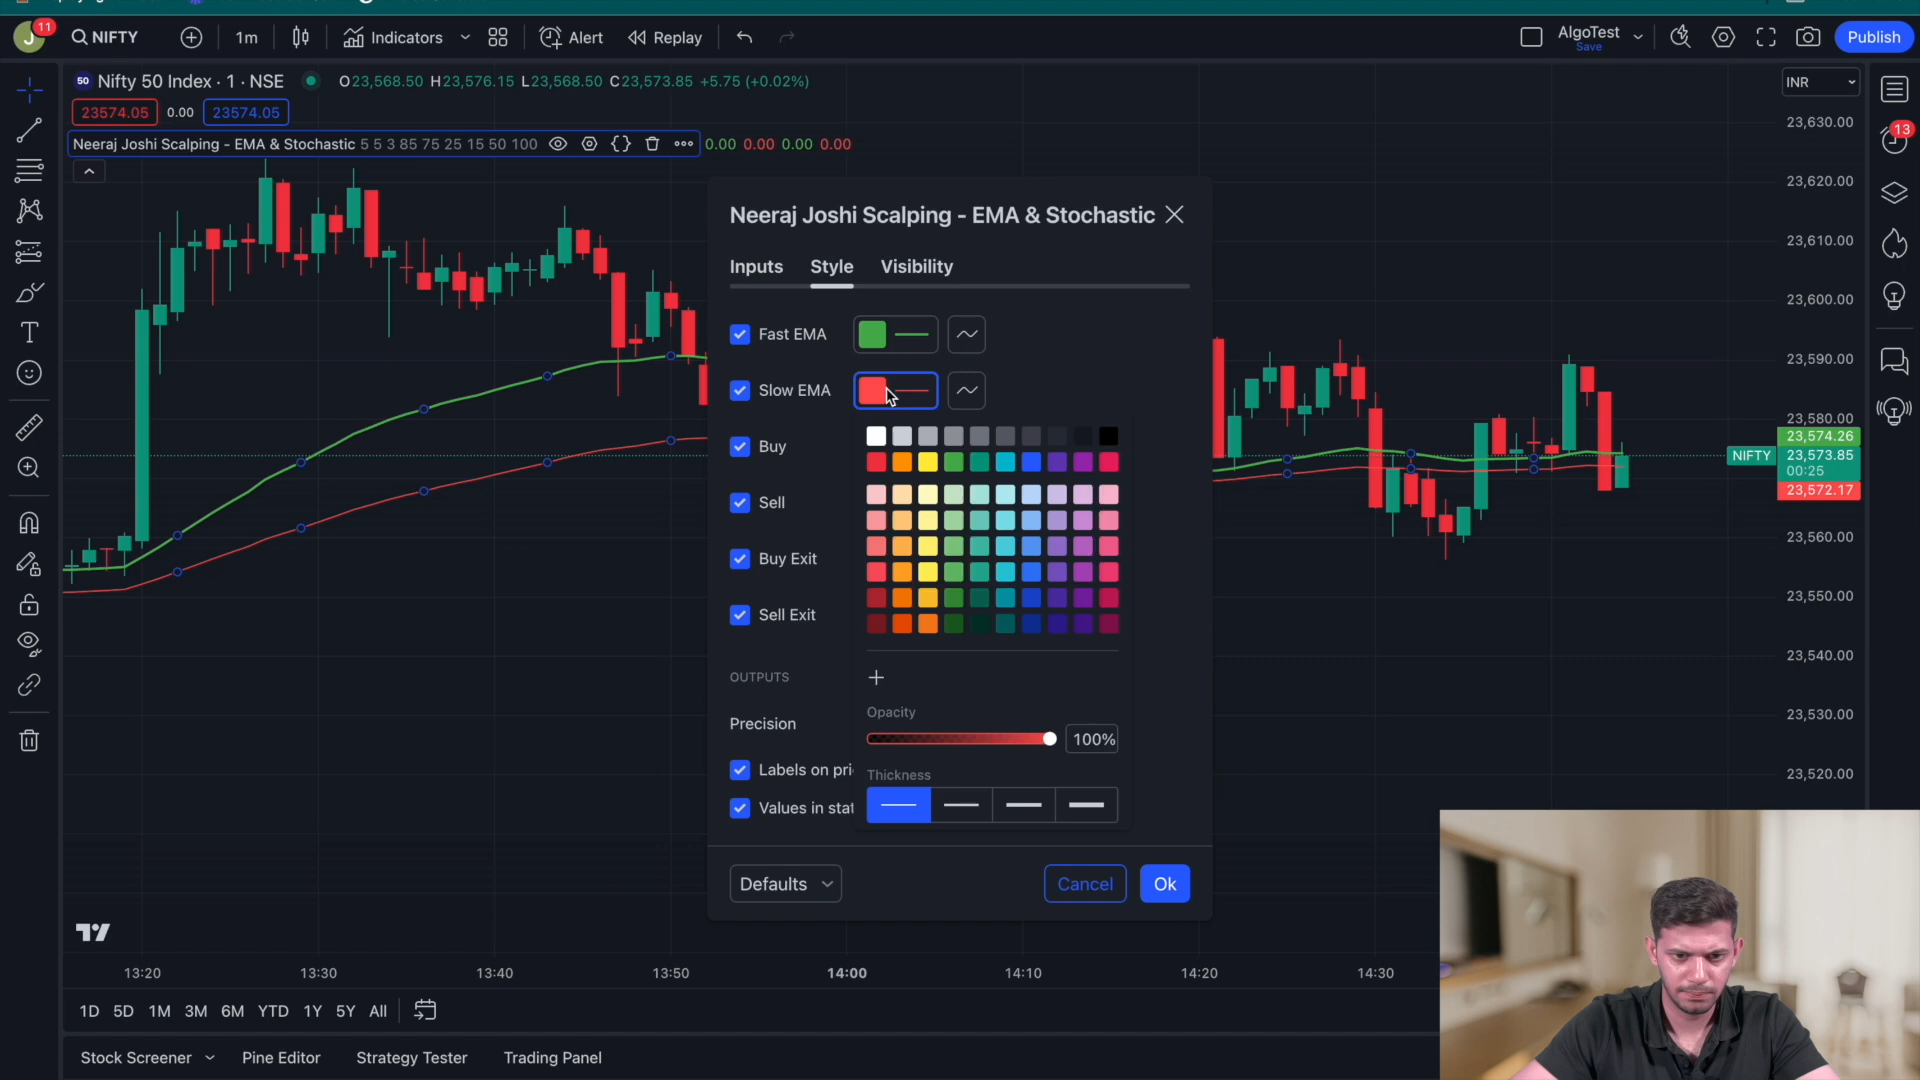 J 11 NIFTY 1m Indicators Alert Replay AlgoTest Save Publish
50 Nifty 50 Index · 1 · NSE O23,568.50 H23,576.15 L23,568.50 C23,573.85 +5.75 (+0.02%)
INR
23574.05 0.00 23574.05
Neeraj Joshi Scalping - EMA & Stochastic 5 5 3 85 75 25 15 50 100 0.00 0.00 0.00 0.00
13
23,630.00
23,620.00
23,610.00
23,600.00
23,590.00
23,580.00
23,574.26
NIFTY 23,573.85
00:25
23,572.17
23,560.00
23,550.00
23,540.00
23,530.00
23,520.00
Neeraj Joshi Scalping - EMA & Stochastic
Inputs Style Visibility
Fast EMA
Slow EMA
Buy
Sell
Buy Exit
Sell Exit
OUTPUTS
Precision
Labels on pri
Values in stat
Opacity
100%
Thickness
Defaults Cancel Ok
13:20 13:30 13:40 13:50 14:00 14:10 14:20 14:30
1D 5D 1M 3M 6M YTD 1Y 5Y All
Stock Screener Pine Editor Strategy Tester Trading Panel